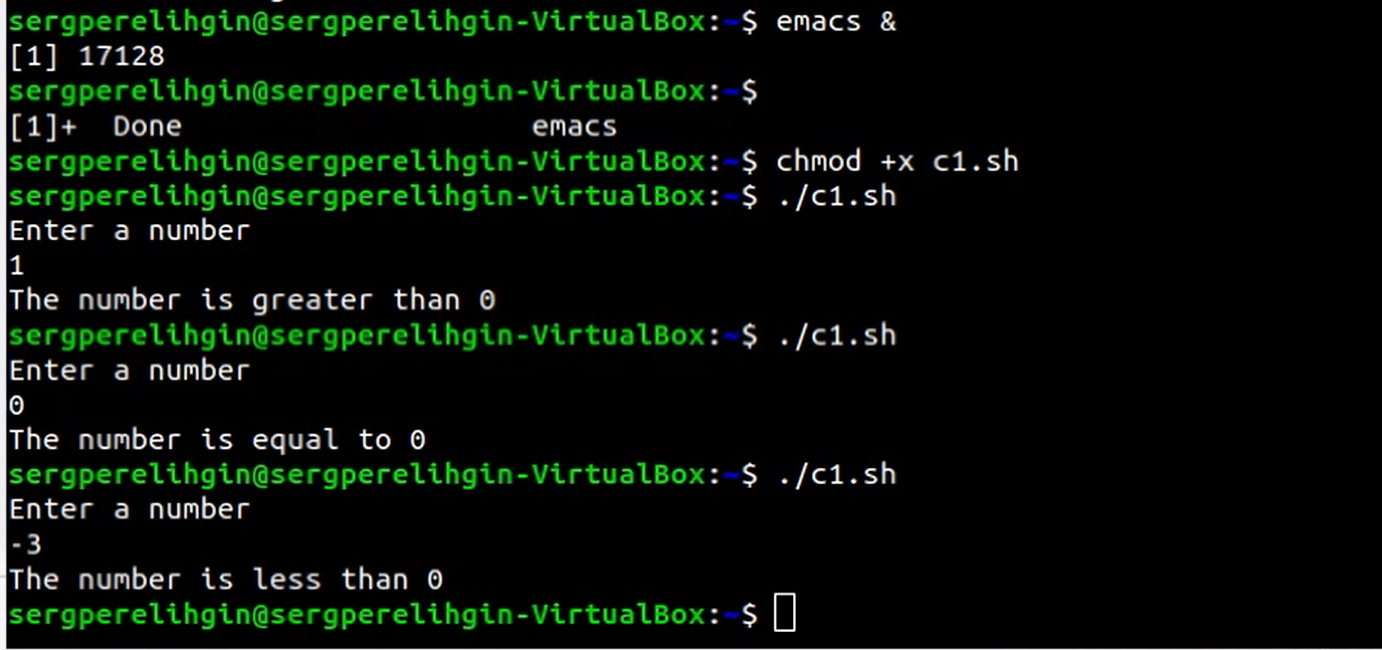 sergperelihgin@sergperelihgin-VirtualBox:~$ emacs &
[1] 17128
sergperelihgin@sergperelihgin-VirtualBox:~$
[1]+  Done                    emacs
sergperelihgin@sergperelihgin-VirtualBox:~$ chmod +x c1.sh
sergperelihgin@sergperelihgin-VirtualBox:~$ ./c1.sh
Enter a number
1
The number is greater than 0
sergperelihgin@sergperelihgin-VirtualBox:~$ ./c1.sh
Enter a number
0
The number is equal to 0
sergperelihgin@sergperelihgin-VirtualBox:~$ ./c1.sh
Enter a number
-3
The number is less than 0
sergperelihgin@sergperelihgin-VirtualBox:~$